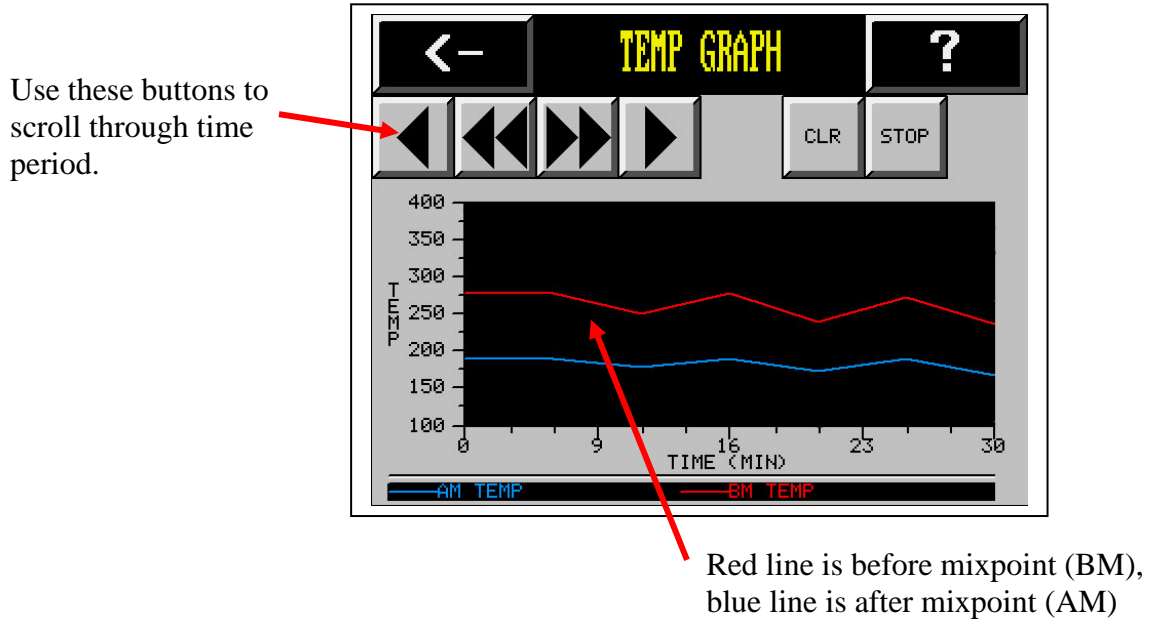 <- TEMP GRAPH ?
Use these buttons to
scroll through time
period.
CLR STOP
400
350
300
250
200
150
100
TEMP
0 9 16 23 30
TIME (MIN)
AM TEMP BM TEMP
Red line is before mixpoint (BM),
blue line is after mixpoint (AM)